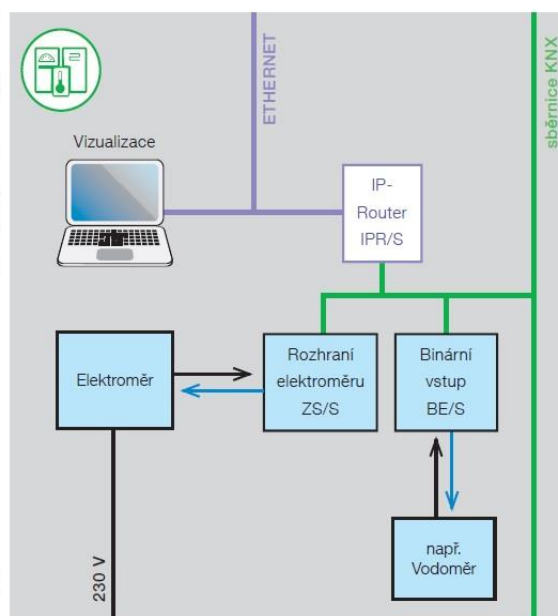 ETHERNET
sběrnice KNX
Vizualizace
IP-
Router
IPR/S
Elektroměr
Rozhraní
elektroměru
ZS/S
Binární
vstup
BE/S
např.
Vodoměr
230 V